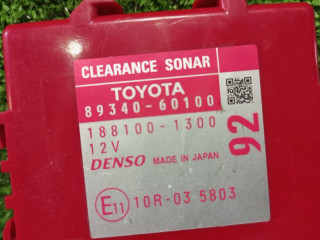 CLEARANCE SONAR
TOYOTA
89340-60100
188100-1300
12V
92
DENSO MADE IN JAPAN
E11 10R-03 5803